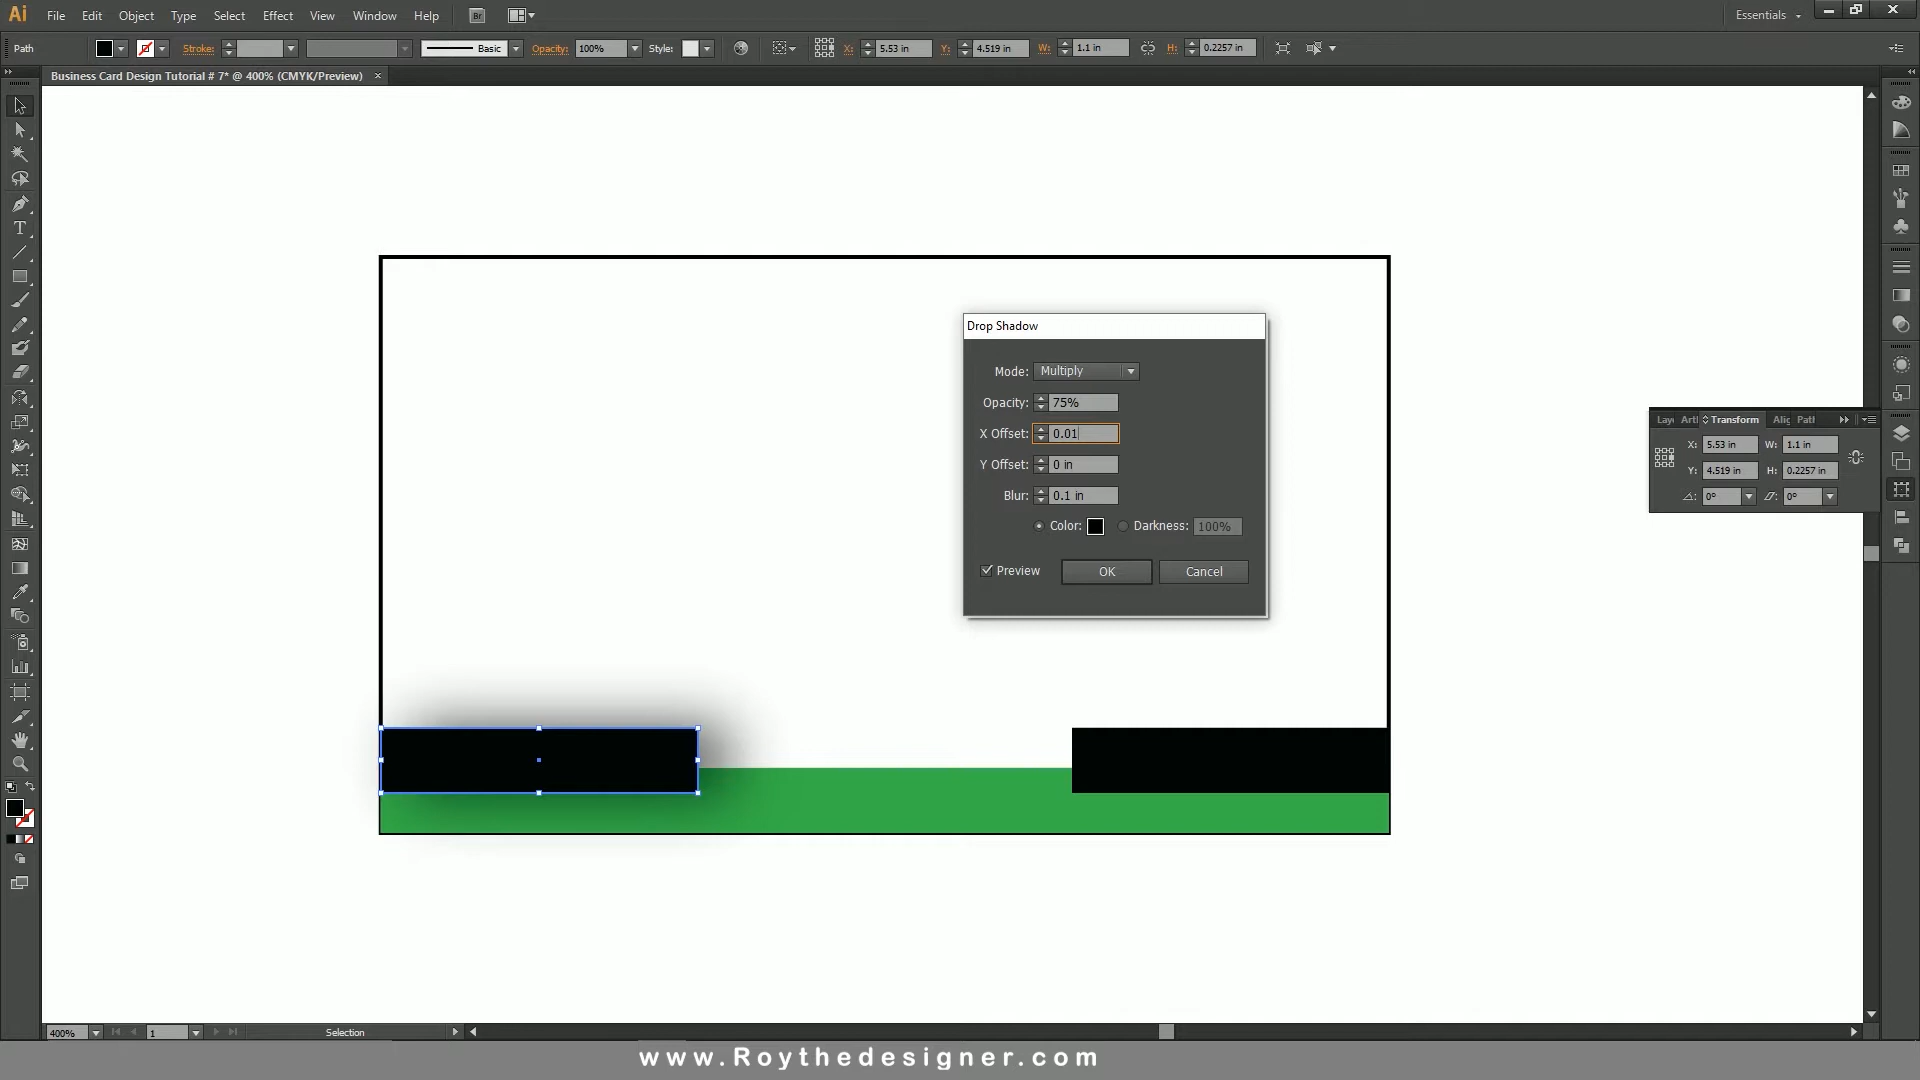 Ai File Edit Object Type Select Effect View Window Help Br Essentials
Path Stroke: Basic Opacity: 100% Style: X: 5.53 in Y: 4.519 in W: 1.1 in H: 0.2257 in
Business Card Design Tutorial # 7* @ 400% (CMYK/Preview) ×
Drop Shadow
Mode: Multiply
Opacity: 75%
X Offset: 0.01
Y Offset: 0 in
Blur: 0.1 in
Color: Darkness: 100%
Preview OK Cancel
Transform
X: 5.53 in W: 1.1 in
Y: 4.519 in H: 0.2257 in
0° 0°
400% 1 Selection
www.Roythedesigner.com